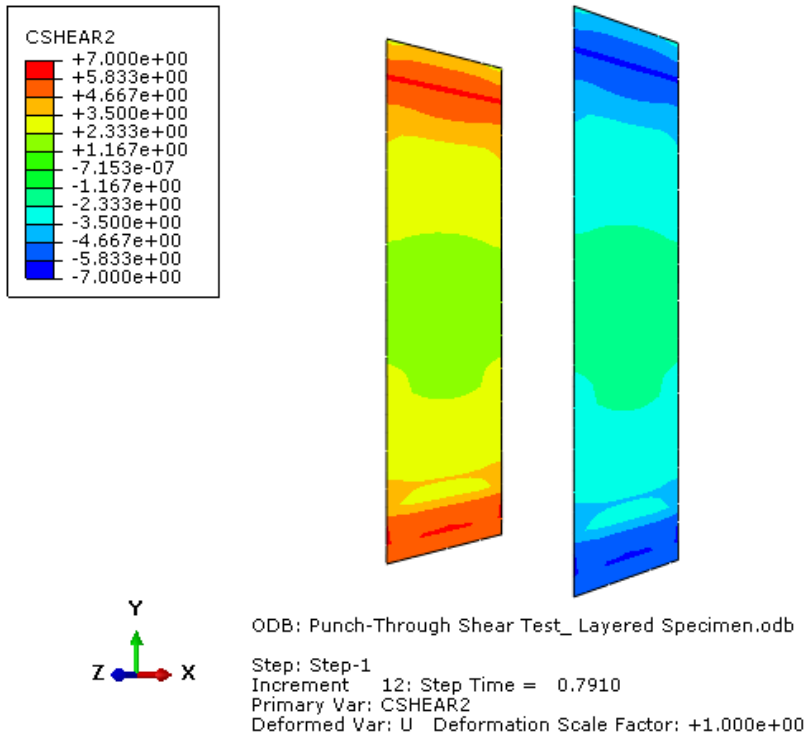 CSHEAR2
+7.000e+00
+5.833e+00
+4.667e+00
+3.500e+00
+2.333e+00
+1.167e+00
-7.153e-07
-1.167e+00
-2.333e+00
-3.500e+00
-4.667e+00
-5.833e+00
-7.000e+00
Y
Z X
ODB: Punch-Through Shear Test_ Layered Specimen.odb
Step: Step-1
Increment 12: Step Time = 0.7910
Primary Var: CSHEAR2
Deformed Var: U Deformation Scale Factor: +1.000e+00